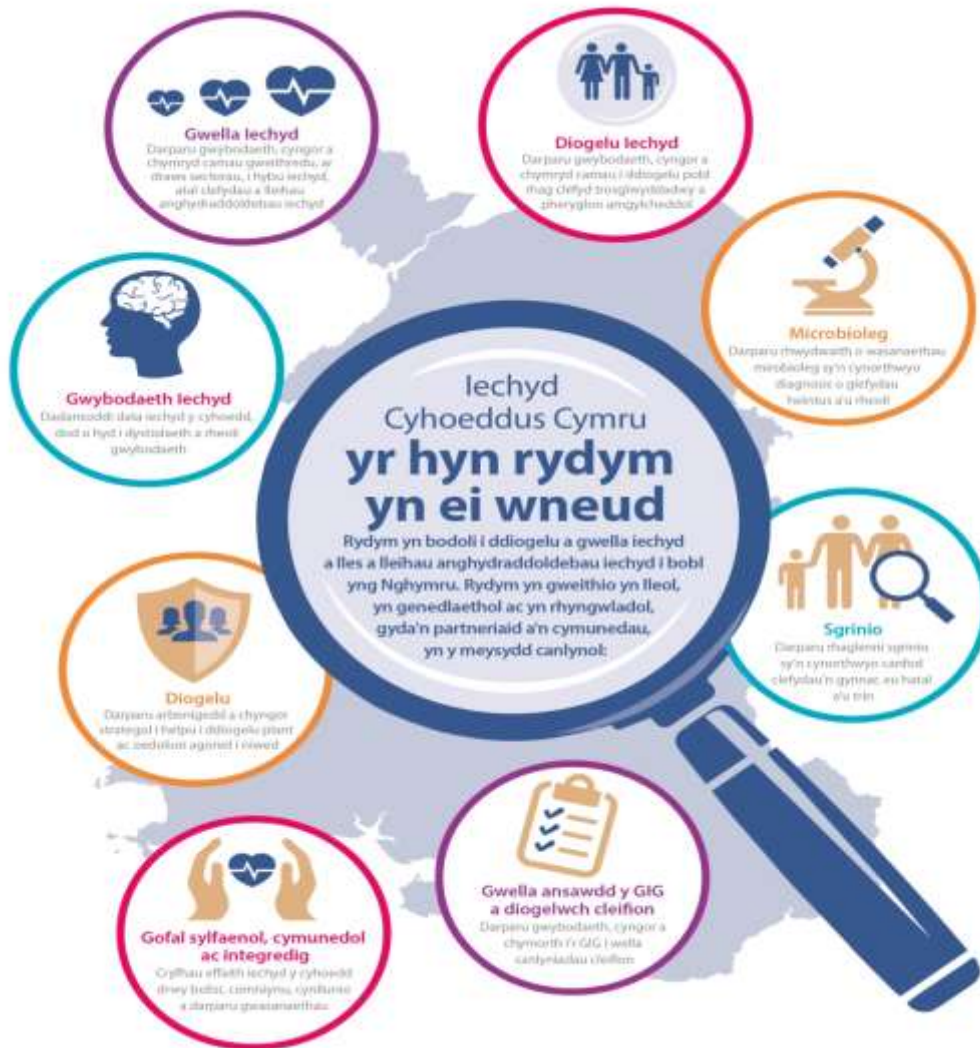 Gwella Iechyd
Darparu gwybodaeth, cyngor a
chymryd camau gweithredu, ar
draws sectorau, i hybu iechyd,
atal clefydau a lleihau
anghydraddoldebau iechyd
Diogelu Iechyd
Darparu gwybodaeth, cyngor a
chymryd camau i ddiogelu pobl
rhag clefyd trosglwyddadwy a
pheryglon amgylcheddol
Microbioleg
Darparu rhwydwaith o wasanaethau
mirobioleg sy'n cynorthwyo
diagnosis o glefydau
heintus a'u rheoli
Gwybodaeth Iechyd
Dadansoddi data iechyd y cyhoedd,
dod o hyd i dystiolaeth a rheoli
gwybodaeth
Iechyd
Cyhoeddus Cymru
yr hyn rydym
yn ei wneud
Rydym yn bodoli i ddiogelu a gwella iechyd
a lles a lleihau anghydraddoldebau iechyd i bobl
yng Nghymru. Rydym yn gweithio yn lleol,
yn genedlaethol ac yn rhyngwladol,
gyda'n partneriaid a'n cymunedau,
yn y meysydd canlynol:
Sgrinio
Darparu rhaglenni sgrinio
sy'n cynorthwyo canfod
clefydau'n gynnar, eu hatal
a'u trin
Diogelu
Darparu arbenigedd a chyngor
strategol i helpu i ddiogelu plant
ac oedolion agored i niwed
Gwella ansawdd y GIG
a diogelwch cleifion
Darparu gwybodaeth, cyngor a
chymorth i'r GIG i wella
canlyniadau cleifion
Gofal sylfaenol, cymunedol
ac integredig
Cryfhau effaith iechyd y cyhoedd
drwy bolisi, comisiynu, cynllunio
a darparu gwasanaethau